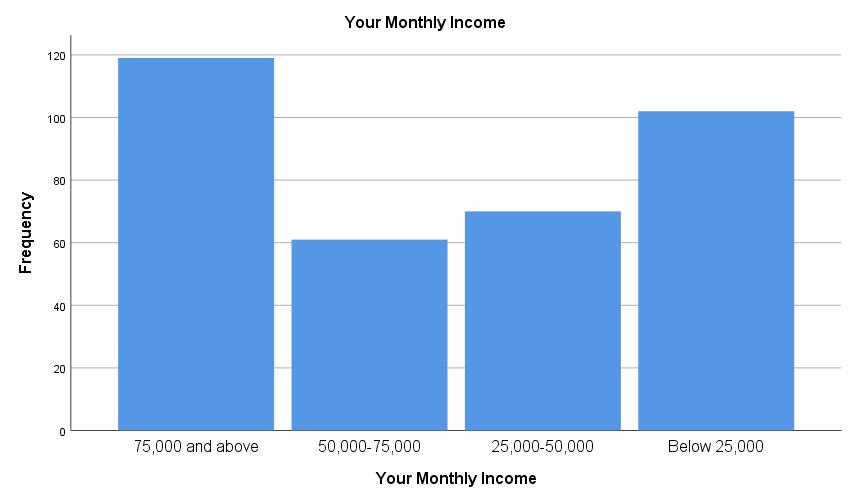 Your Monthly Income
120
100
80
60
40
20
0
Frequency
75,000 and above
50,000-75,000
25,000-50,000
Below 25,000
Your Monthly Income